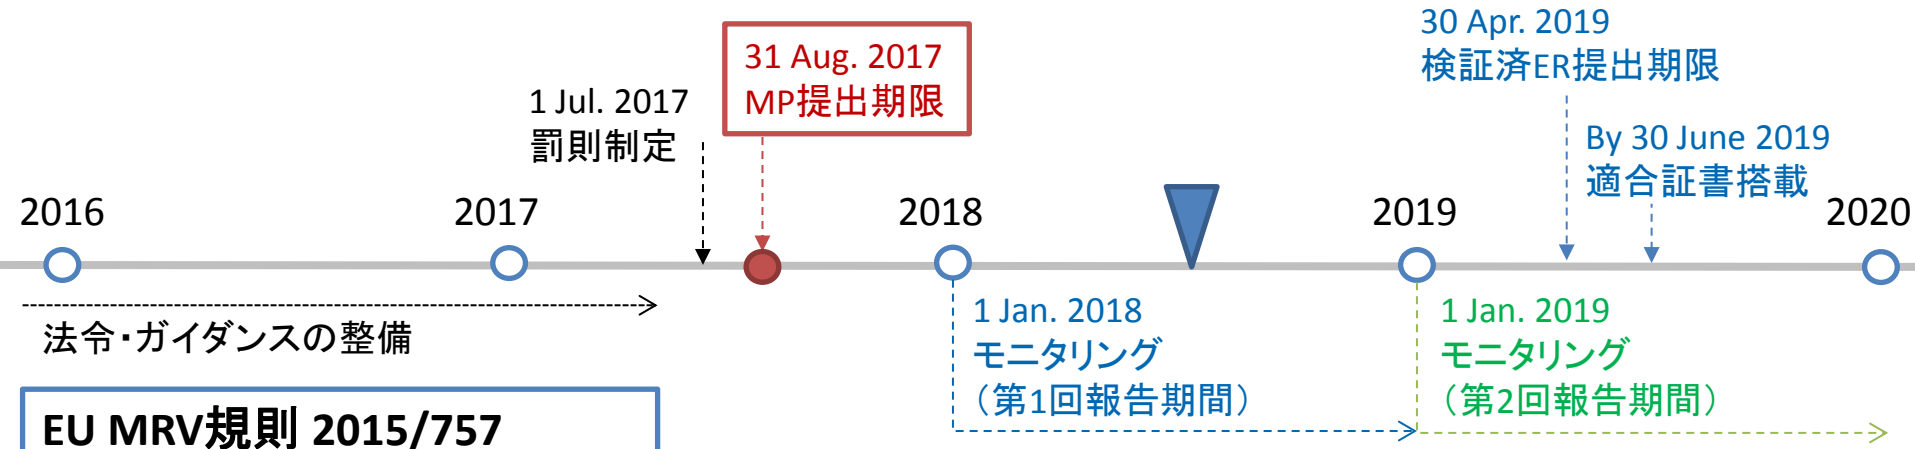 30 Apr. 2019
検証済ER提出期限
31 Aug. 2017
MP提出期限
1 Jul. 2017
罰則制定
By 30 June 2019
適合証書搭載
2016
2017
2018
2019
2020
法令・ガイダンスの整備
1 Jan. 2018
モニタリング
（第1回報告期間）
1 Jan. 2019
モニタリング
（第2回報告期間）
EU MRV規則 2015/757